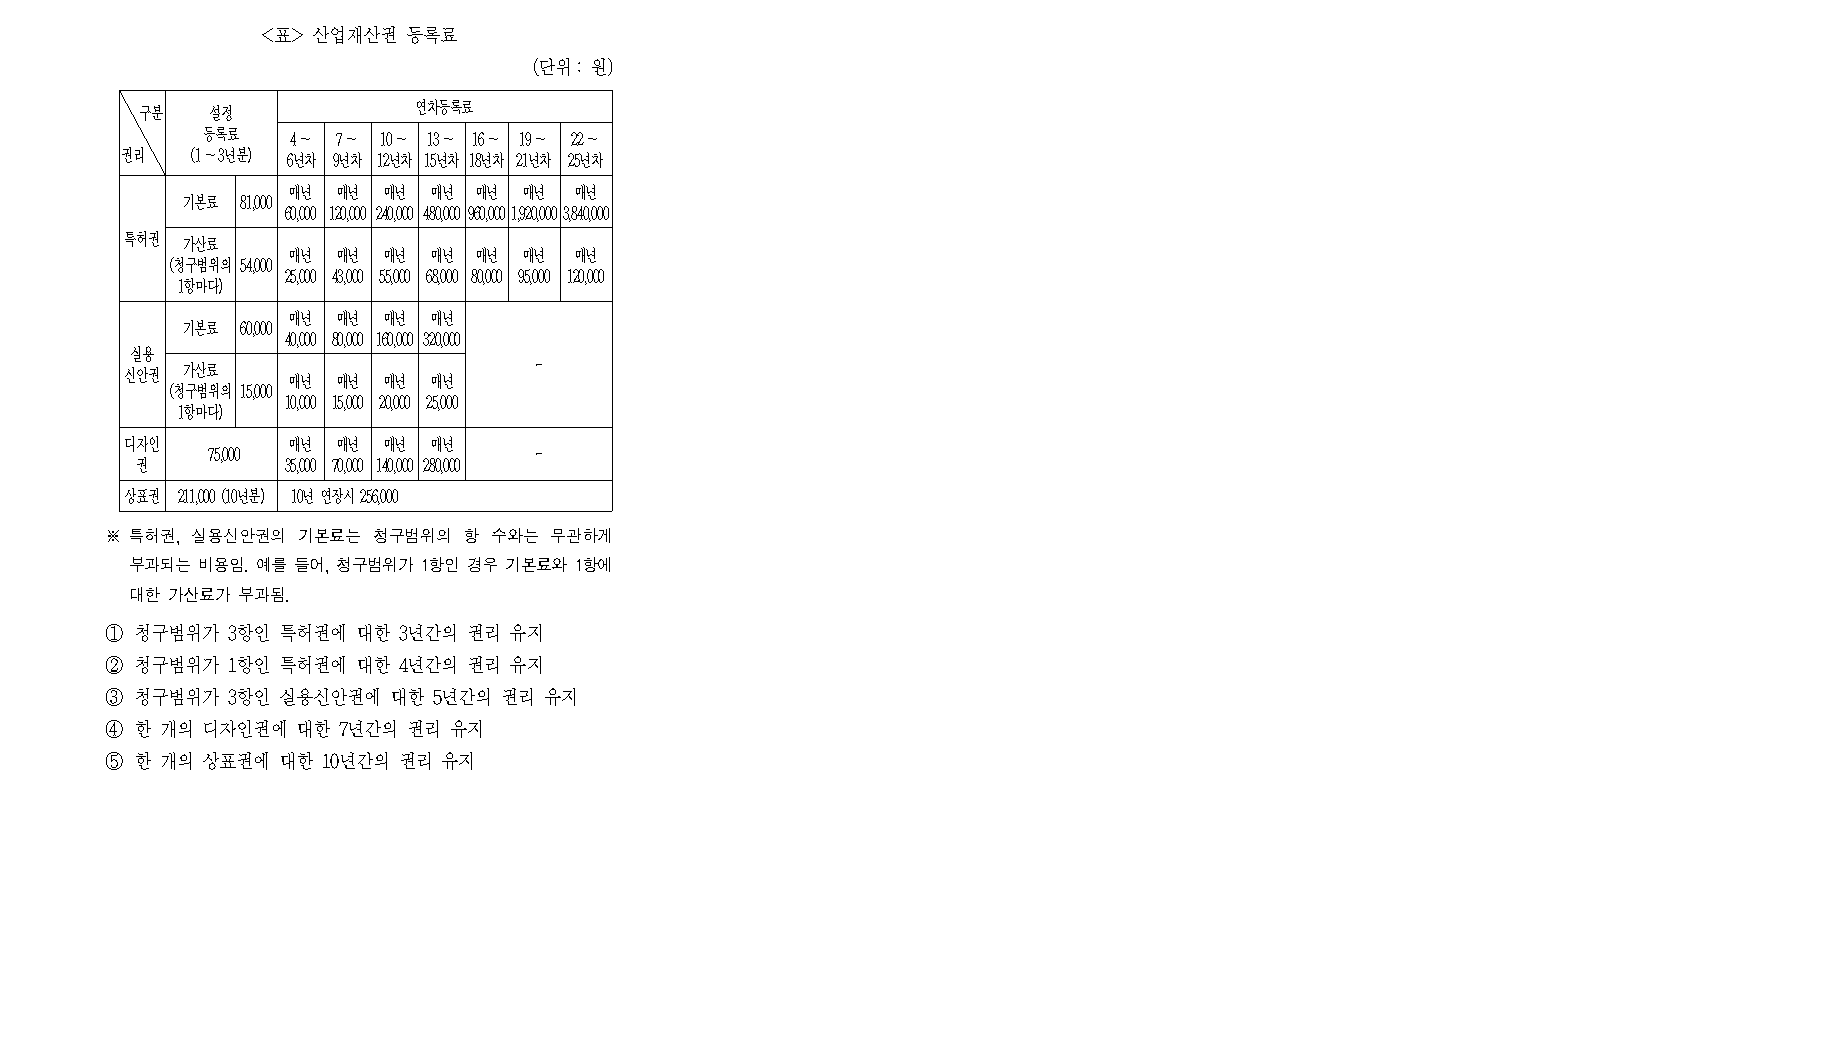 <표> 산업재산권 등록료
(단위 : 원)
구분
권리
설정
등록료
(1 ~ 3년분)
연차등록료
4 ~
6년차
7 ~
9년차
10 ~
12년차
13 ~
15년차
16 ~
18년차
19 ~
21년차
22 ~
25년차
특허권
기본료
81,000
매년
60,000
매년
120,000
매년
240,000
매년
480,000
매년
960,000
매년
1,920,000
매년
3,840,000
가산료
(청구범위의
1항마다)
54,000
매년
25,000
매년
43,000
매년
55,000
매년
68,000
매년
80,000
매년
95,000
매년
120,000
실용
신안권
기본료
60,000
매년
40,000
매년
80,000
매년
160,000
매년
320,000
-
가산료
(청구범위의
1항마다)
15,000
매년
10,000
매년
15,000
매년
20,000
매년
25,000
디자인
권
75,000
매년
35,000
매년
70,000
매년
140,000
매년
280,000
-
상표권
211,000 (10년분)
10년 연장시 256,000
※ 특허권, 실용신안권의 기본료는 청구범위의 항 수와는 무관하게
부과되는 비용임. 예를 들어, 청구범위가 1항인 경우 기본료와 1항에
대한 가산료가 부과됨.
① 청구범위가 3항인 특허권에 대한 3년간의 권리 유지
② 청구범위가 1항인 특허권에 대한 4년간의 권리 유지
③ 청구범위가 3항인 실용신안권에 대한 5년간의 권리 유지
④ 한 개의 디자인권에 대한 7년간의 권리 유지
⑤ 한 개의 상표권에 대한 10년간의 권리 유지